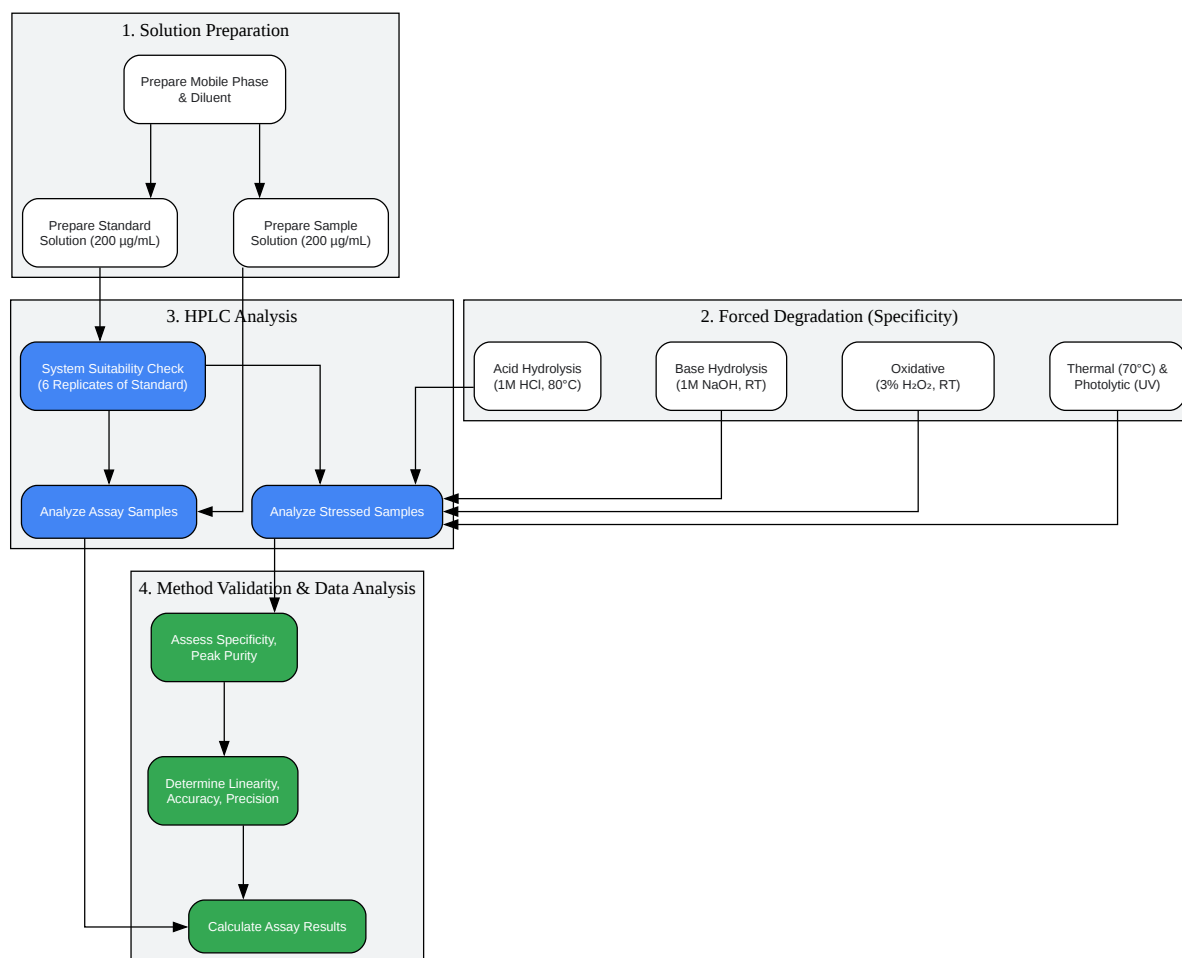 1. Solution Preparation
Prepare Mobile Phase
& Diluent
Prepare Standard
Solution (200 µg/mL)
Prepare Sample
Solution (200 µg/mL)
3. HPLC Analysis
System Suitability Check
(6 Replicates of Standard)
Analyze Assay Samples
Analyze Stressed Samples
2. Forced Degradation (Specificity)
Acid Hydrolysis
(1M HCl, 80°C)
Base Hydrolysis
(1M NaOH, RT)
Oxidative
(3% H₂O₂, RT)
Thermal (70°C) &
Photolytic (UV)
4. Method Validation & Data Analysis
Assess Specificity,
Peak Purity
Determine Linearity,
Accuracy, Precision
Calculate Assay Results